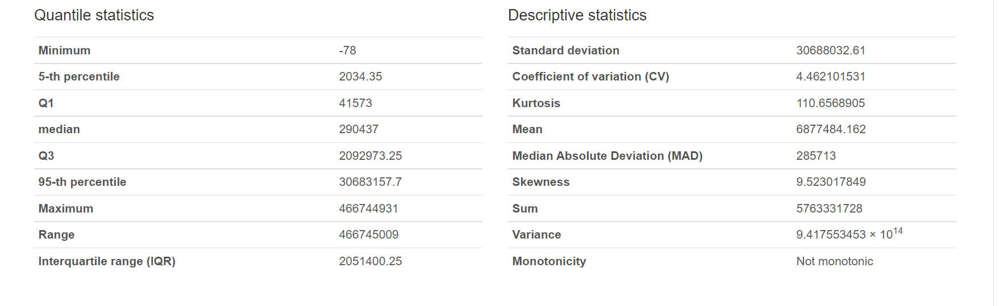 Quantile statistics
Minimum -78
5-th percentile 2034.35
Q1 41573
median 290437
Q3 2092973.25
95-th percentile 30683157.7
Maximum 466744931
Range 466745009
Interquartile range (IQR) 2051400.25
Descriptive statistics
Standard deviation 30688032.61
Coefficient of variation (CV) 4.462101531
Kurtosis 110.6568905
Mean 6877484.162
Median Absolute Deviation (MAD) 285713
Skewness 9.523017849
Sum 5763331728
Variance 9.417553453 × 10¹⁴
Monotonicity Not monotonic